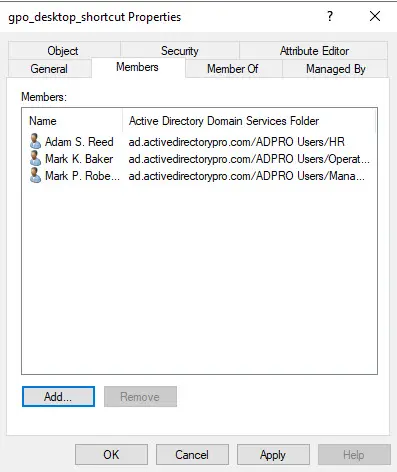 gpo_desktop_shortcut Properties ? ×
Object Security Attribute Editor
General Members Member Of Managed By
Members:
Name Active Directory Domain Services Folder
Adam S. Reed ad.activedirectorypro.com/ADPRO Users/HR
Mark K. Baker ad.activedirectorypro.com/ADPRO Users/Operat...
Mark P. Robe... ad.activedirectorypro.com/ADPRO Users/Mana...
Add... Remove
OK Cancel Apply Help